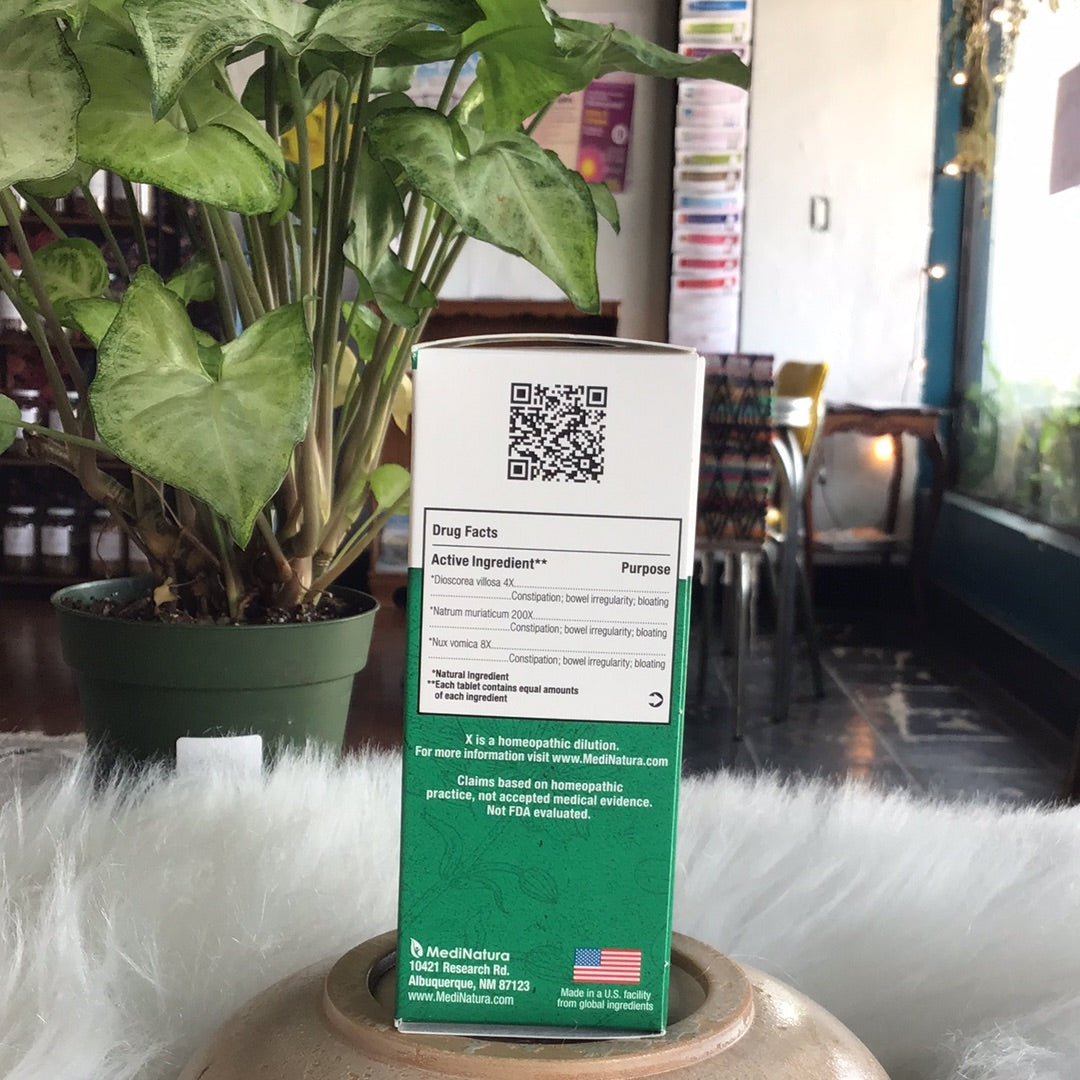 Drug Facts
Active Ingredient** Purpose
*Dioscorea villosa 4X
Constipation; bowel irregularity; bloating
*Natrum muriaticum 200X
Constipation; bowel irregularity; bloating
*Nux vomica 8X
Constipation; bowel irregularity; bloating
*Natural Ingredient
**Each tablet contains equal amounts
of each ingredient
X is a homeopathic dilution.
For more information visit www.MediNatura.com
Claims based on homeopathic
practice, not accepted medical evidence.
Not FDA evaluated.
MediNatura
10421 Research Rd.
Albuquerque, NM 87123
www.MediNatura.com
Made in a U.S. facility
from global ingredients